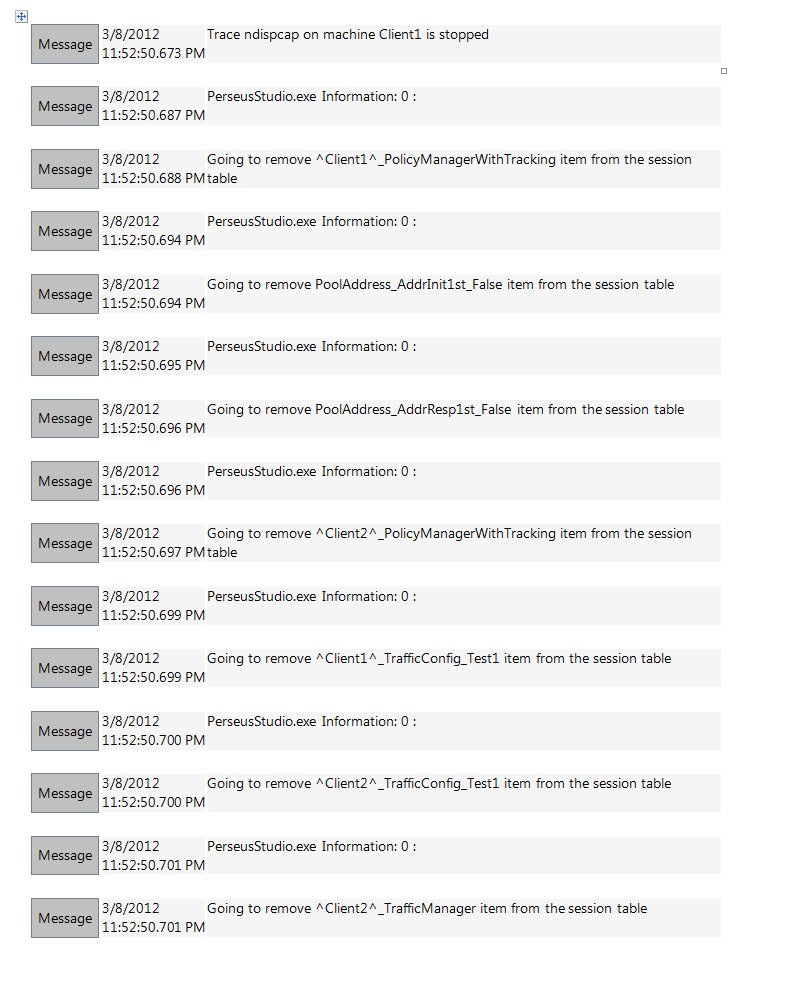 Message 3/8/2012 Trace ndispcap on machine Client1 is stopped
11:52:50.673 PM
Message 3/8/2012 PerseusStudio.exe Information: 0 :
11:52:50.687 PM
Message 3/8/2012 Going to remove ^Client1^_PolicyManagerWithTracking item from the session
11:52:50.688 PM table
Message 3/8/2012 PerseusStudio.exe Information: 0 :
11:52:50.694 PM
Message 3/8/2012 Going to remove PoolAddress_AddrInit1st_False item from the session table
11:52:50.694 PM
Message 3/8/2012 PerseusStudio.exe Information: 0 :
11:52:50.695 PM
Message 3/8/2012 Going to remove PoolAddress_AddrResp1st_False item from the session table
11:52:50.696 PM
Message 3/8/2012 PerseusStudio.exe Information: 0 :
11:52:50.696 PM
Message 3/8/2012 Going to remove ^Client2^_PolicyManagerWithTracking item from the session
11:52:50.697 PM table
Message 3/8/2012 PerseusStudio.exe Information: 0 :
11:52:50.699 PM
Message 3/8/2012 Going to remove ^Client1^_TrafficConfig_Test1 item from the session table
11:52:50.699 PM
Message 3/8/2012 PerseusStudio.exe Information: 0 :
11:52:50.700 PM
Message 3/8/2012 Going to remove ^Client2^_TrafficConfig_Test1 item from the session table
11:52:50.700 PM
Message 3/8/2012 PerseusStudio.exe Information: 0 :
11:52:50.701 PM
Message 3/8/2012 Going to remove ^Client2^_TrafficManager item from the session table
11:52:50.701 PM